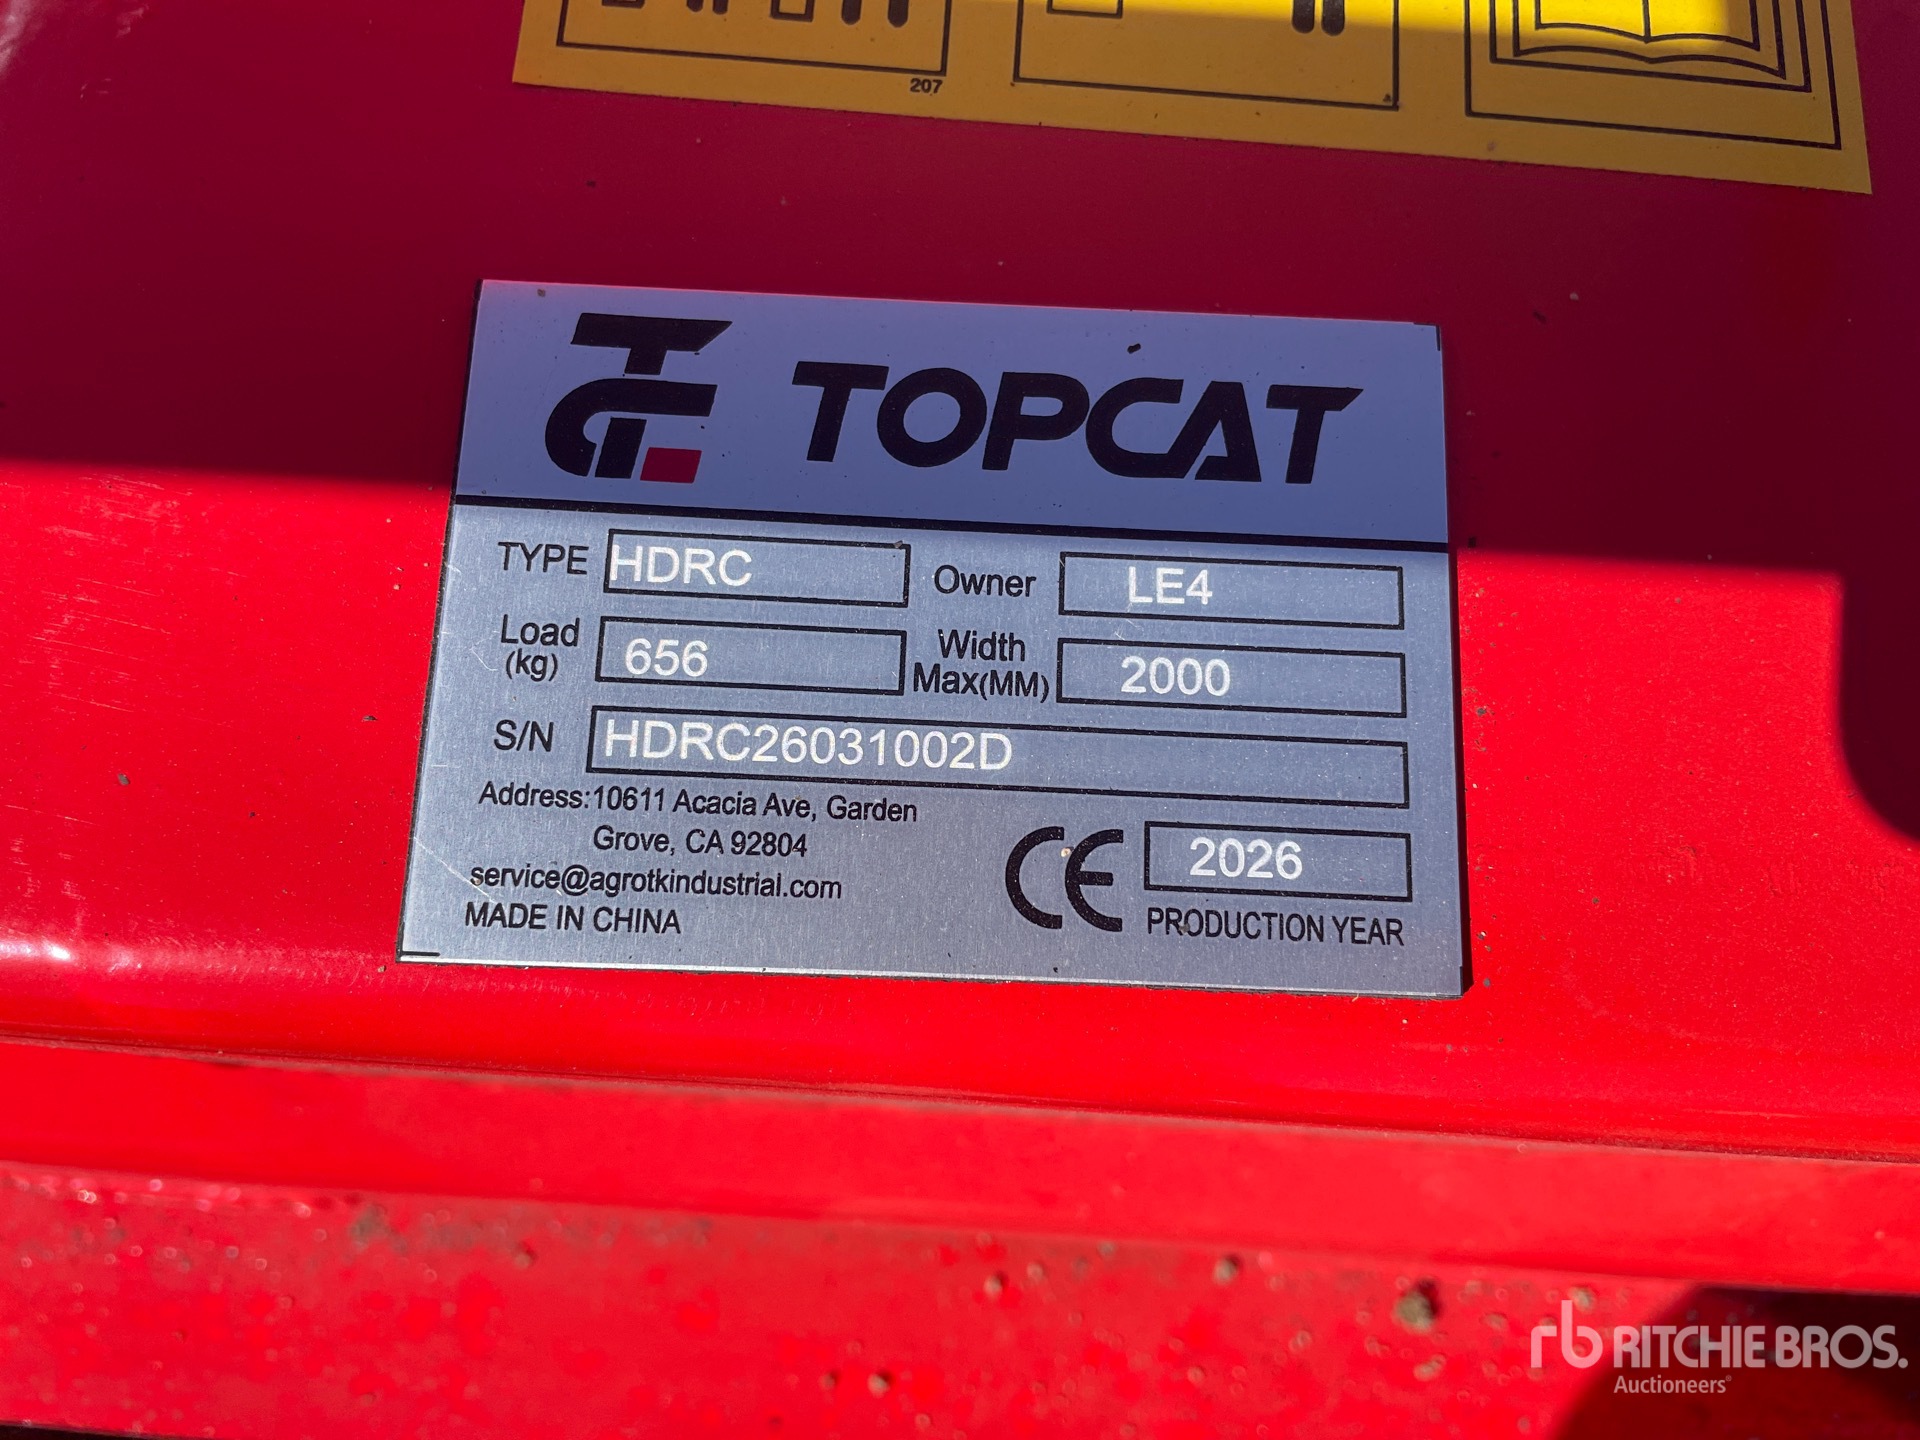 207
TOPCAT
TYPE HDRC Owner LE4
Load (kg) 656 Width Max(MM) 2000
S/N HDRC26031002D
Address:10611 Acacia Ave, Garden
Grove, CA 92804
service@agrotkindustrial.com
MADE IN CHINA
CE 2026
PRODUCTION YEAR
rb RITCHIE BROS.
Auctioneers